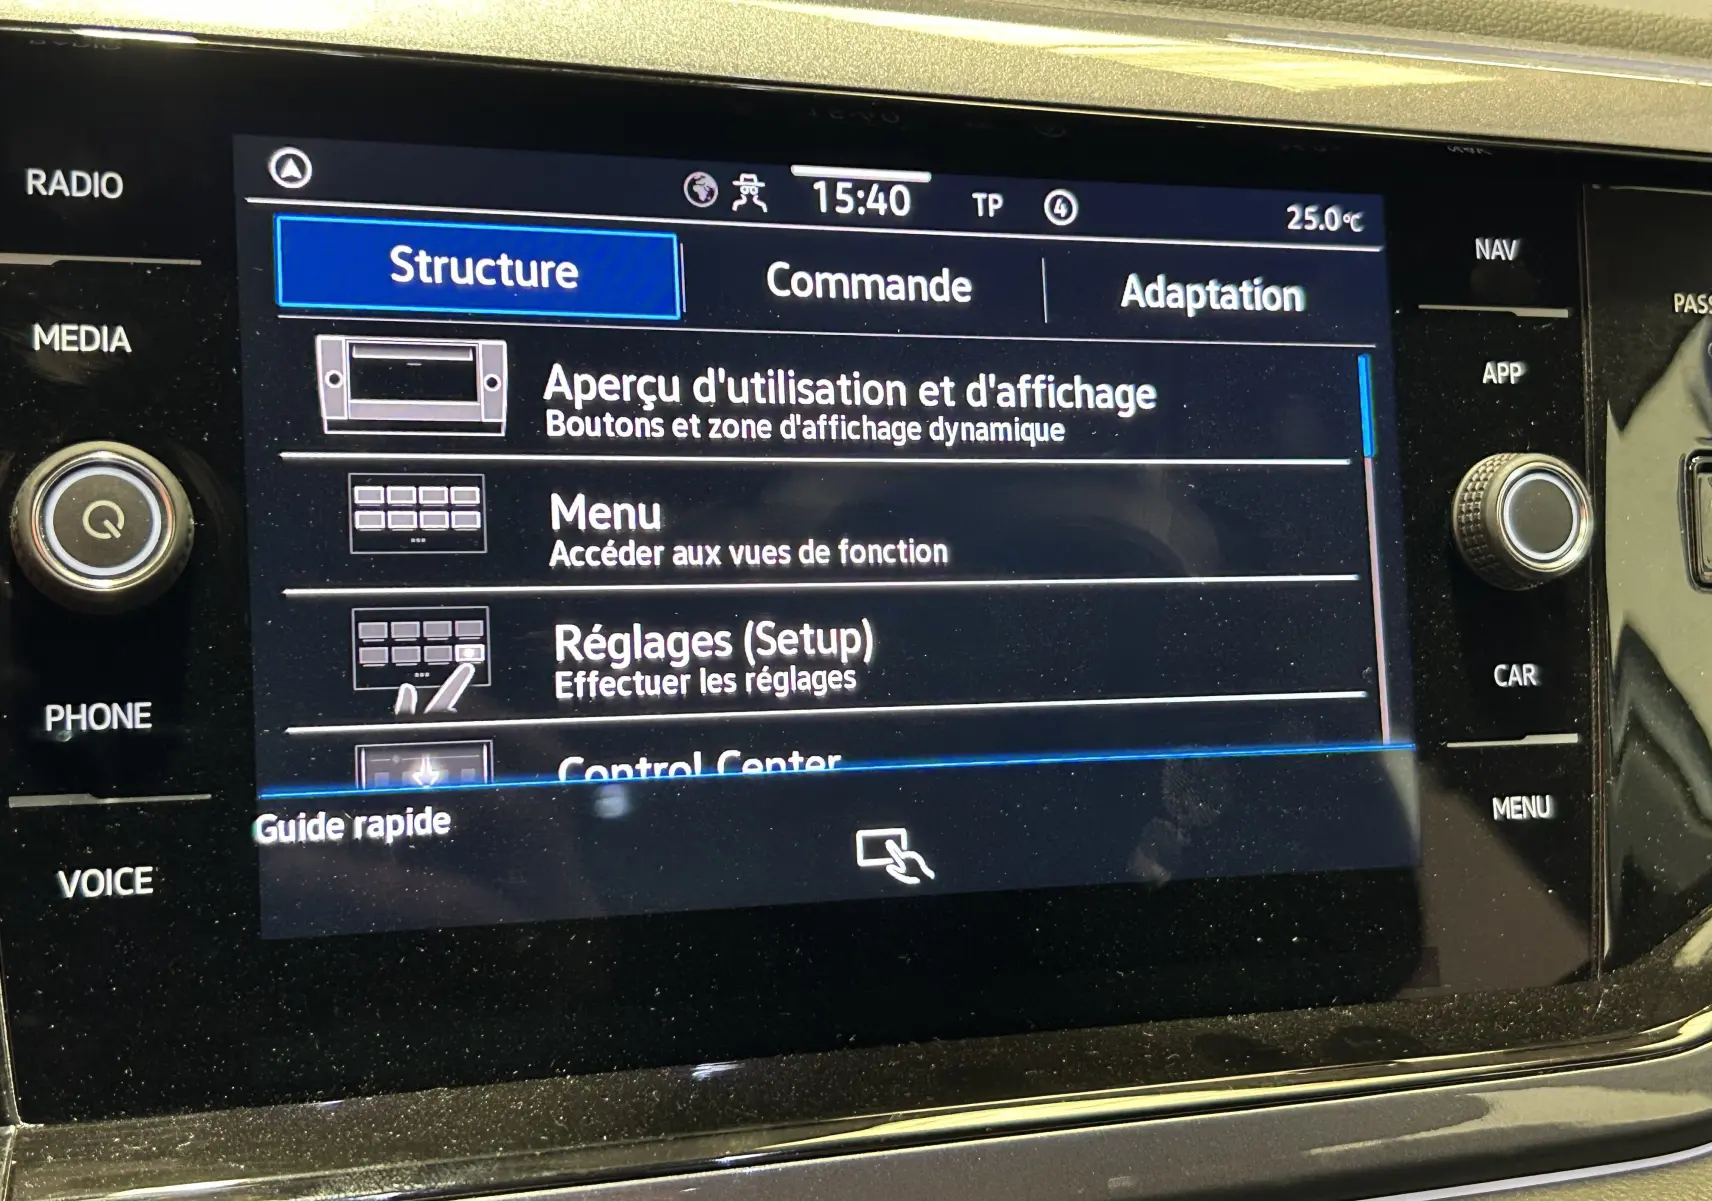 RADIO
MEDIA
PHONE
VOICE
15:40
TP
4
25.0°C
Structure
Commande
Adaptation
Aperçu d'utilisation et d'affichage
Boutons et zone d'affichage dynamique
Menu
Accéder aux vues de fonction
Réglages (Setup)
Effectuer les réglages
Control Center
Guide rapide
NAV
APP
CAR
MENU
PASS